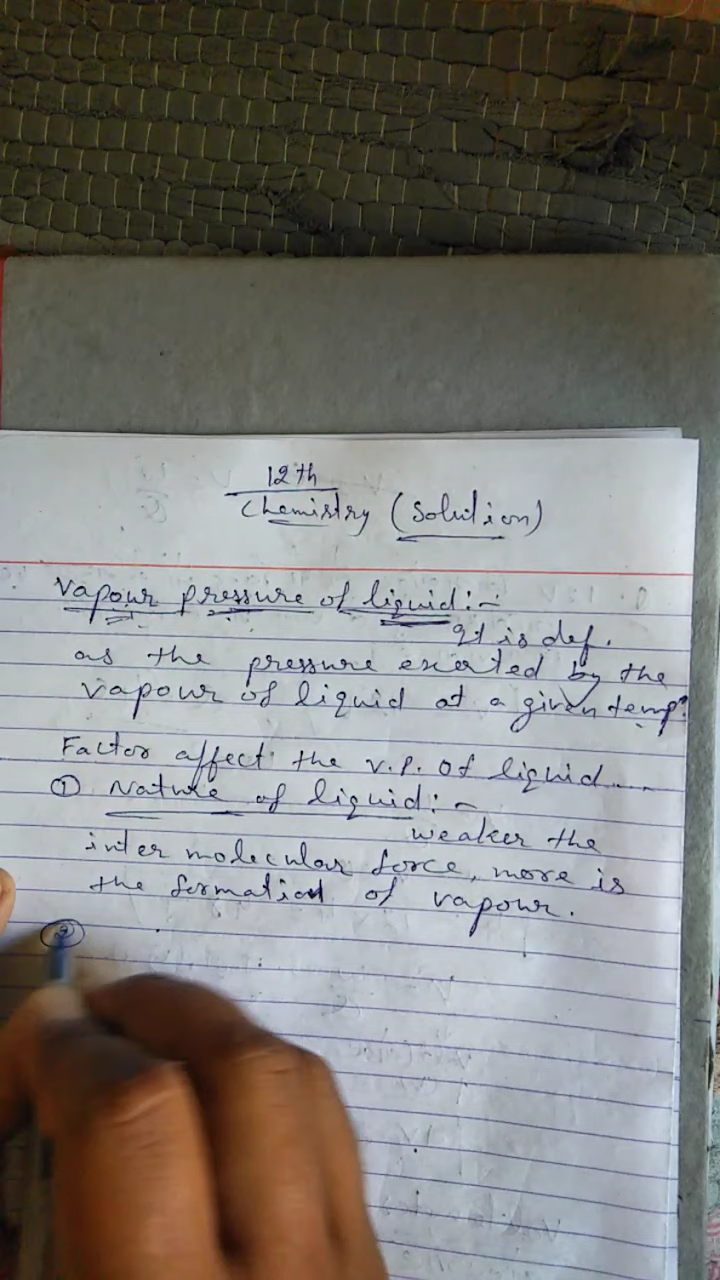 12th
Chemistry (Solution)
Vapour pressure of liquid:-
It is def.
as the pressure exerted by the
vapour of liquid at a given temp.
Factor affect the v.p. of liquid....
① Nature of liquid:-
weaker the
inter molecular force, more is
the formation of vapour.
②